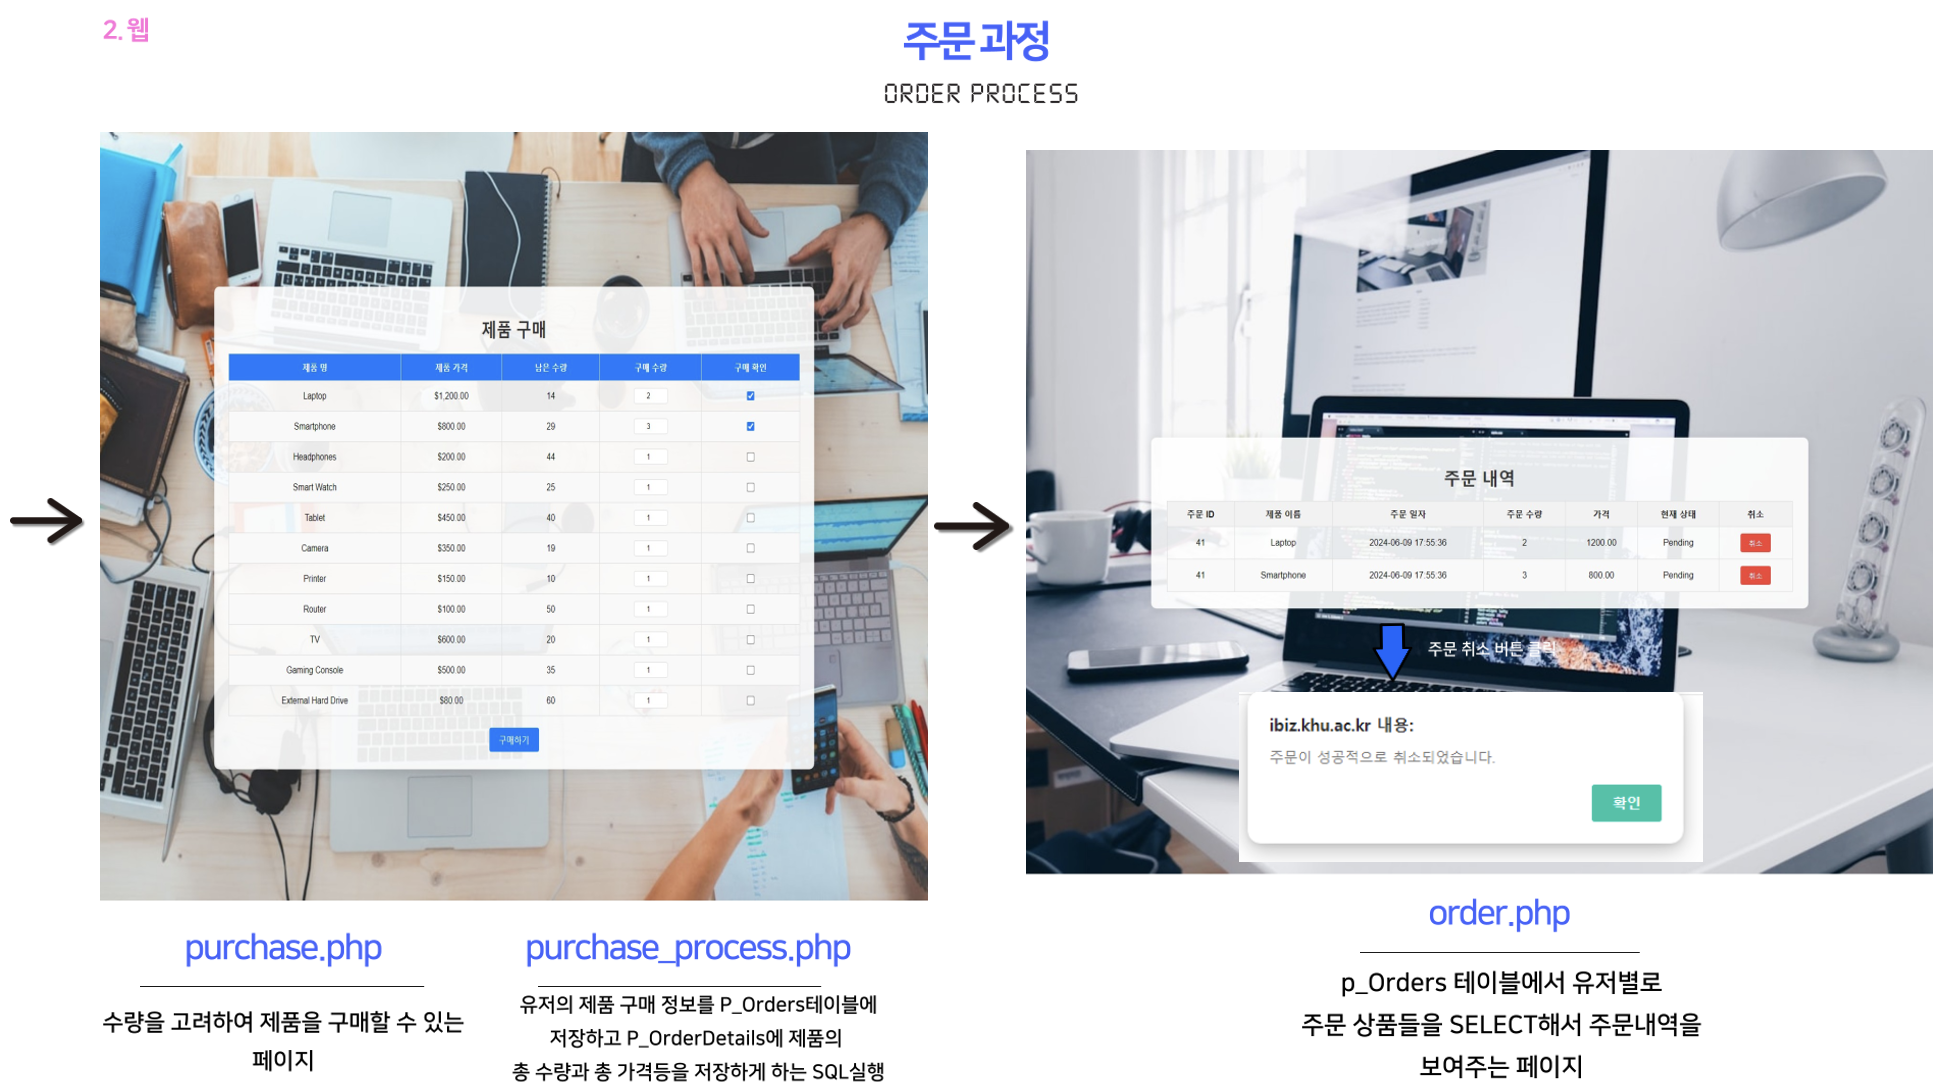 2. 웹
주문 과정
ORDER PROCESS
제품 구매
제품 명 제품 가격 남은 수량 구매 수량 구매 확인
Laptop $1,200.00 14 2
Smartphone $800.00 29 3
Headphones $200.00 44 1
Smart Watch $250.00 25 1
Tablet $450.00 40 1
Camera $350.00 19 1
Printer $150.00 10 1
Router $100.00 50 1
TV $600.00 20 1
Gaming Console $500.00 35 1
External Hard Drive $80.00 60 1
구매하기
주문 내역
주문 ID 제품 이름 주문 일자 주문 수량 가격 현재 상태 취소
41 Laptop 2024-06-09 17:55:36 2 1200.00 Pending 취소
41 Smartphone 2024-06-09 17:55:36 3 800.00 Pending 취소
주문 취소 버튼 클릭
ibiz.khu.ac.kr 내용:
주문이 성공적으로 취소되었습니다.
확인
purchase.php
수량을 고려하여 제품을 구매할 수 있는
페이지
purchase_process.php
유저의 제품 구매 정보를 P_Orders테이블에
저장하고 P_OrderDetails에 제품의
총 수량과 총 가격등을 저장하게 하는 SQL실행
order.php
p_Orders 테이블에서 유저별로
주문 상품들을 SELECT해서 주문내역을
보여주는 페이지